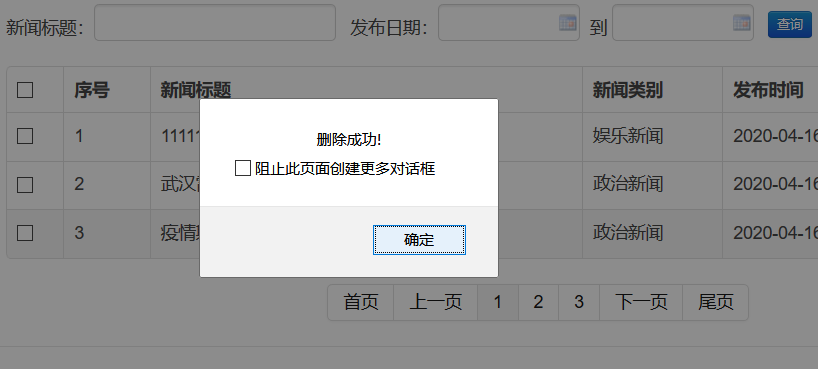 新闻标题： 发布日期： 到 查询
序号 新闻标题 新闻类别 发布时间
1 11111 娱乐新闻 2020-04-16
2 武汉 政治新闻 2020-04-16
3 疫情 政治新闻 2020-04-16
删除成功!
阻止此页面创建更多对话框
确定
首页 上一页 1 2 3 下一页 尾页